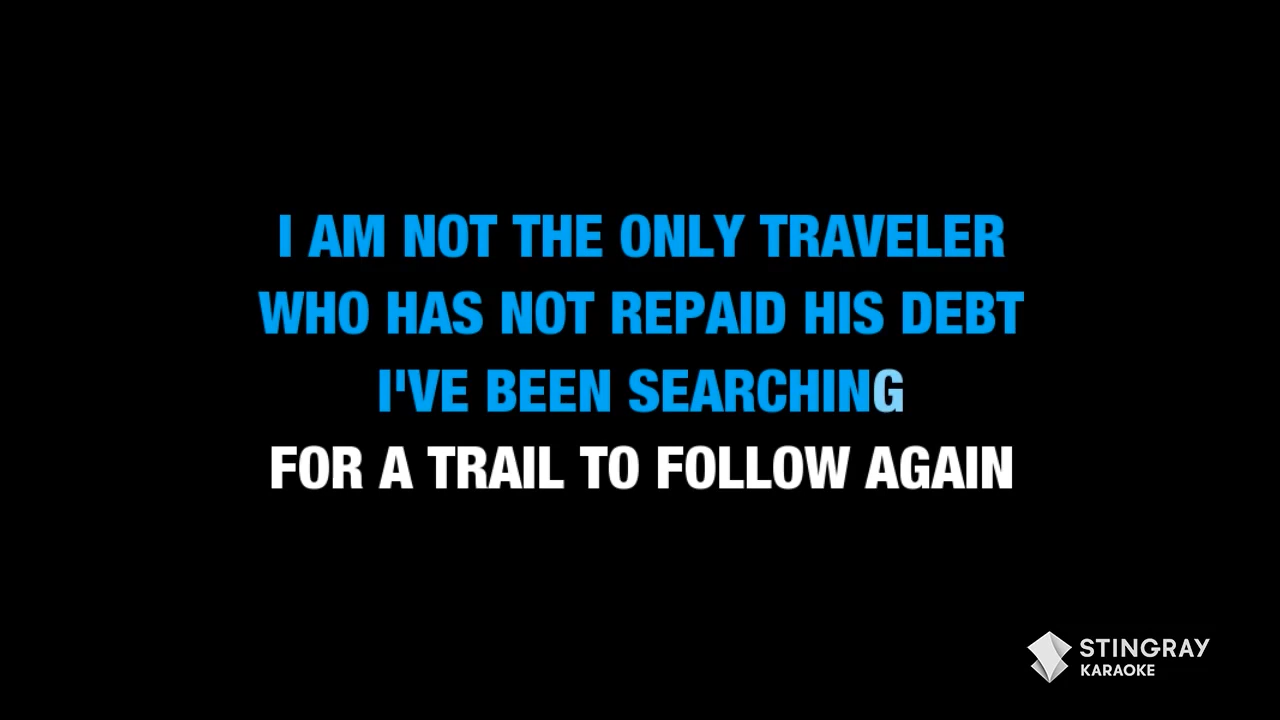 I AM NOT THE ONLY TRAVELER
WHO HAS NOT REPAID HIS DEBT
I'VE BEEN SEARCHING
FOR A TRAIL TO FOLLOW AGAIN
STINGRAY
KARAOKE